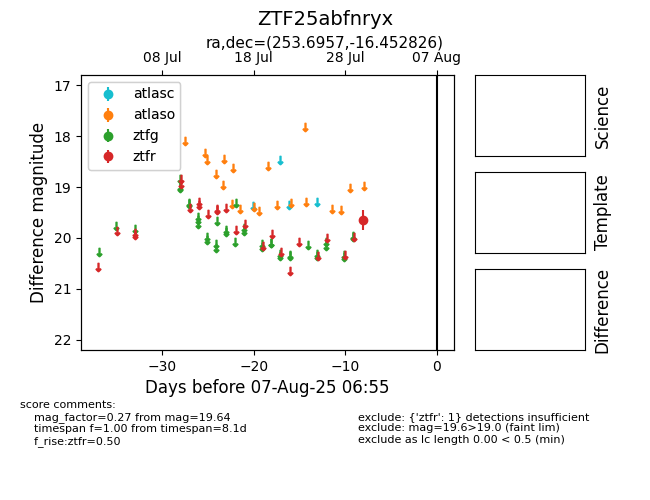 ZTF25abfnryx
ra,dec=(253.6957,-16.452826)
08 Jul
18 Jul
28 Jul
07 Aug
17
18
19
20
21
22
Difference magnitude
atlasc
atlaso
ztfg
ztfr
−30
−20
−10
0
Days before 07-Aug-25 06:55
Science
Template
Difference
score comments:
mag_factor=0.27 from mag=19.64
timespan f=1.00 from timespan=8.1d
f_rise:ztfr=0.50
exclude: {'ztfr': 1} detections insufficient
exclude: mag=19.6>19.0 (faint lim)
exclude as lc length 0.00 < 0.5 (min)